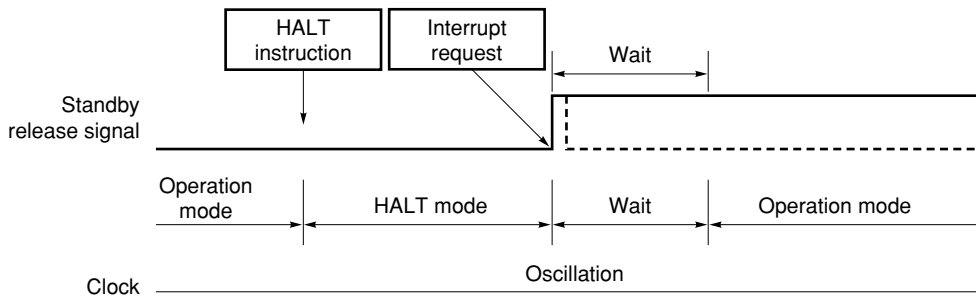 HALT
instruction
Interrupt
request
Wait
Standby
release signal
Operation
mode
HALT mode
Wait
Operation mode
Oscillation
Clock